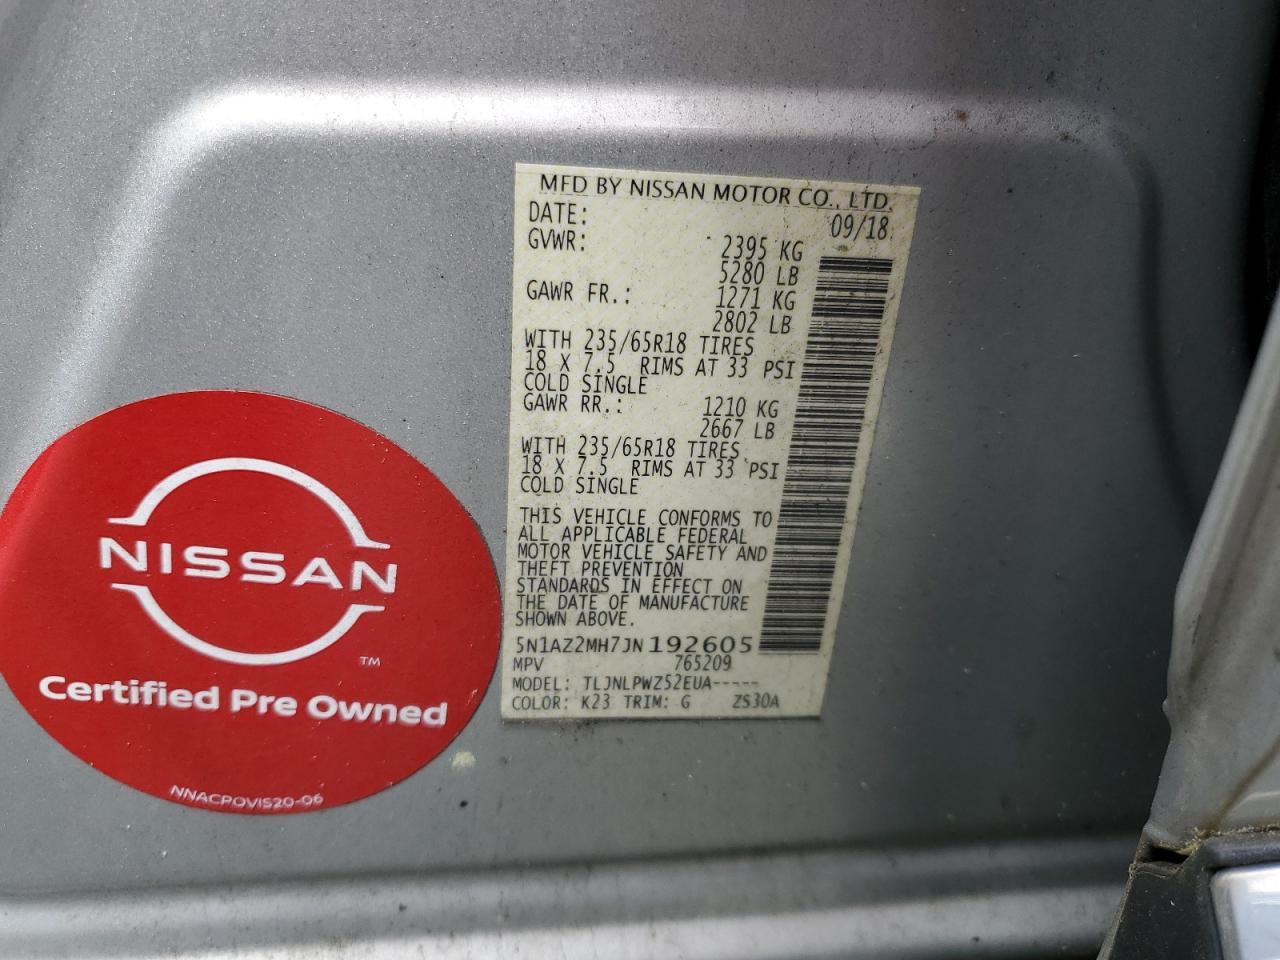 MFD BY NISSAN MOTOR CO., LTD.
DATE: 09/18
GVWR: 2395 KG
5280 LB
GAWR FR.: 1271 KG
2802 LB
WITH 235/65R18 TIRES
18 X 7.5 RIMS AT 33 PSI
COLD SINGLE
GAWR RR.: 1210 KG
2667 LB
WITH 235/65R18 TIRES
18 X 7.5 RIMS AT 33 PSI
COLD SINGLE
THIS VEHICLE CONFORMS TO
ALL APPLICABLE FEDERAL
MOTOR VEHICLE SAFETY AND
THEFT PREVENTION
STANDARDS IN EFFECT ON
THE DATE OF MANUFACTURE
SHOWN ABOVE.
5N1AZ2MH7JN192605
MPV 765209
MODEL: TLJNLPWZ52EUA-----
COLOR: K23 TRIM: G ZS30A
NISSAN
TM
Certified Pre Owned
NNACPOVIS20-06